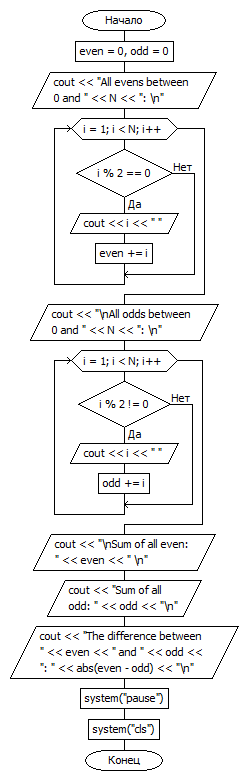 Начало
even = 0, odd = 0
cout << "All evens between
0 and " << N << ": \n"
i = 1; i < N; i++
i % 2 == 0
Нет
Да
cout << i << " "
even += i
cout << "\nAll odds between
0 and " << N << ": \n"
i = 1; i < N; i++
i % 2 != 0
Нет
Да
cout << i << " "
odd += i
cout << "\nSum of all even:
" << even << " \n"
cout << "Sum of all
odd: " << odd << "\n"
cout << "The difference between
" << even << " and " << odd <<
": " << abs(even - odd) << "\n"
system("pause")
system("cls")
Конец